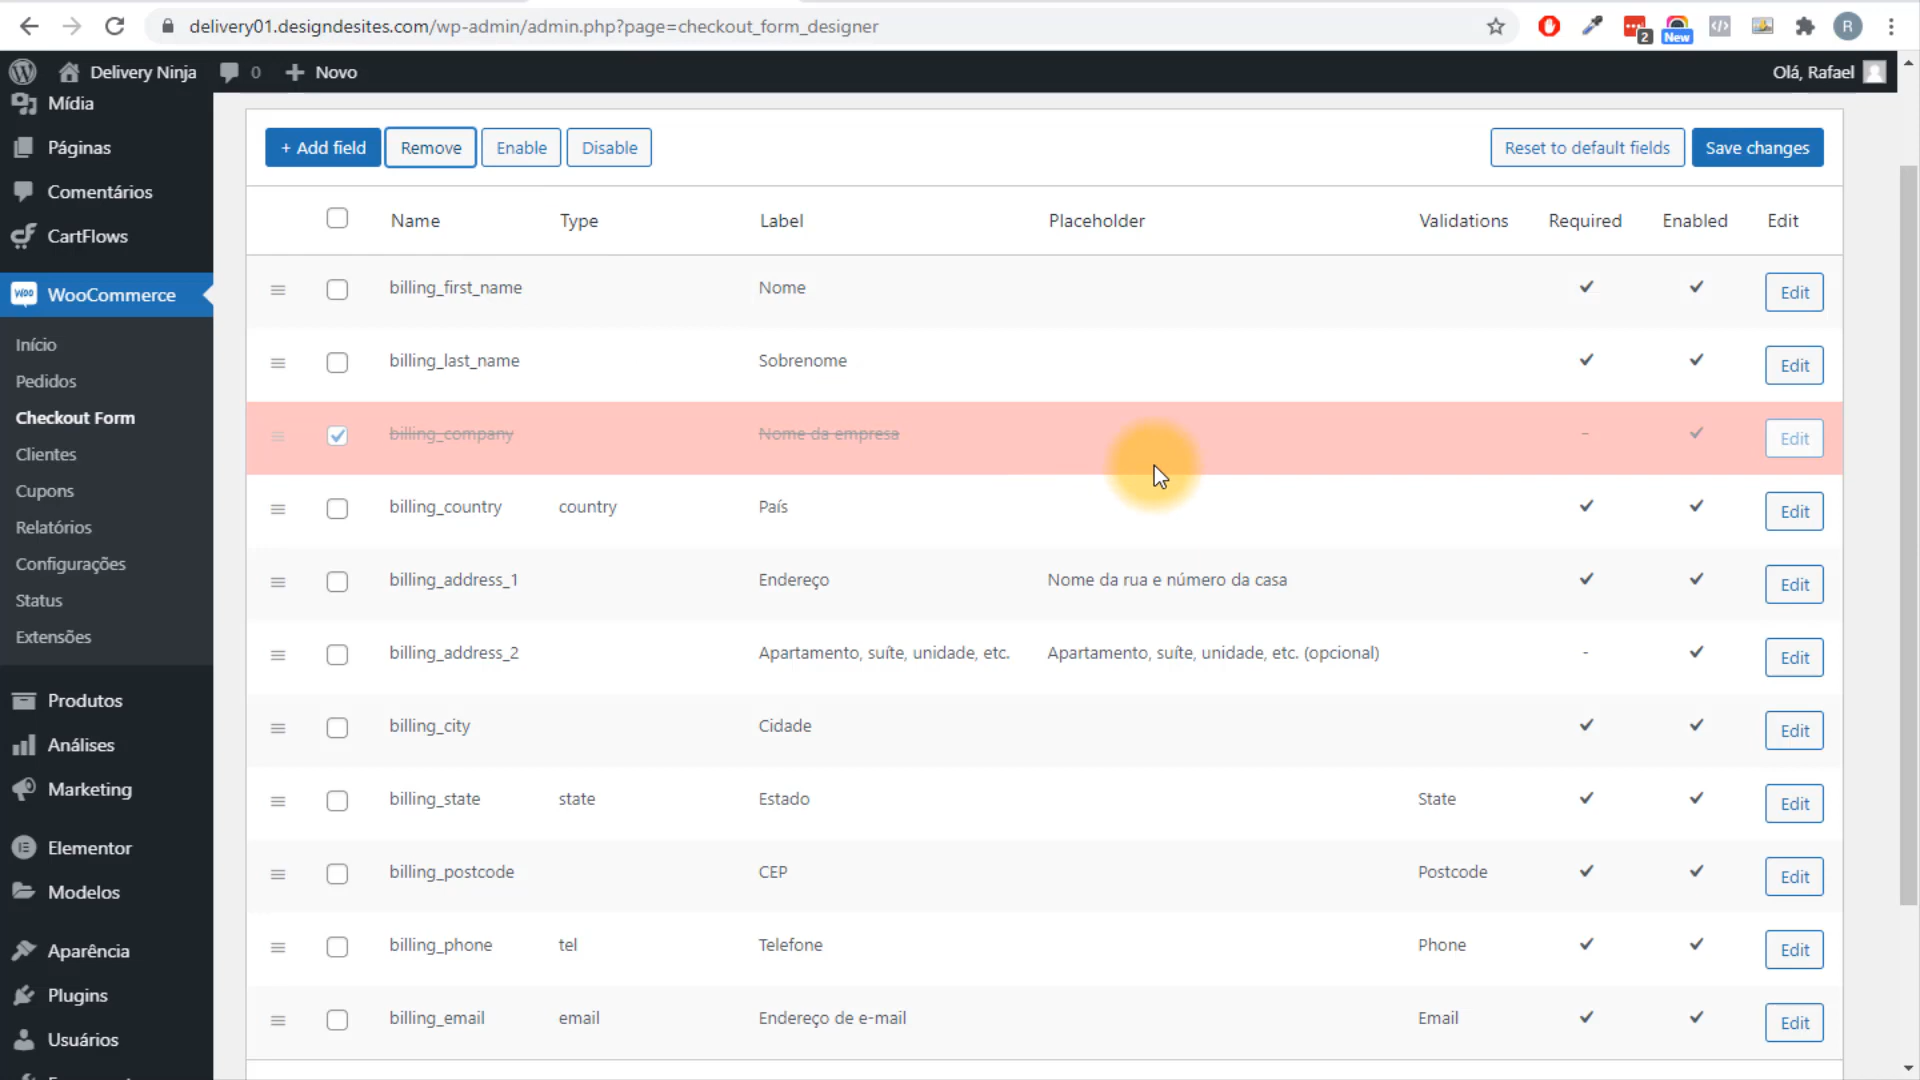 delivery01.designdesites.com/wp-admin/admin.php?page=checkout_form_designer
2
New
R
Delivery Ninja
0
Novo
Olá, Rafael
Mídia
Páginas
Comentários
CartFlows
WooCommerce
Início
Pedidos
Checkout Form
Clientes
Cupons
Relatórios
Configurações
Status
Extensões
Produtos
Análises
Marketing
Elementor
Modelos
Aparência
Plugins
Usuários
+ Add field
Remove
Enable
Disable
Reset to default fields
Save changes
Name Type Label Placeholder Validations Required Enabled Edit
billing_first_name Nome Edit
billing_last_name Sobrenome Edit
billing_company Nome da empresa - Edit
billing_country country País Edit
billing_address_1 Endereço Nome da rua e número da casa Edit
billing_address_2 Apartamento, suíte, unidade, etc. Apartamento, suíte, unidade, etc. (opcional) - Edit
billing_city Cidade Edit
billing_state state Estado State Edit
billing_postcode CEP Postcode Edit
billing_phone tel Telefone Phone Edit
billing_email email Endereço de e-mail Email Edit